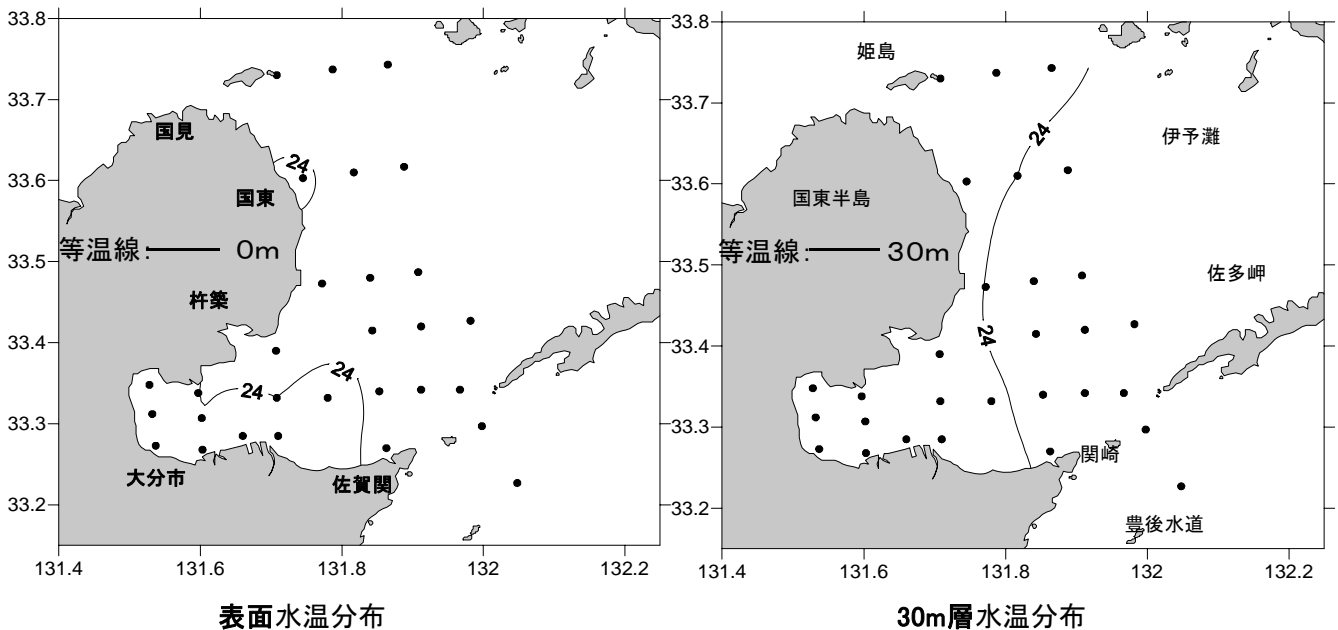 33.8
33.7
33.6
33.5
33.4
33.3
33.2
131.4
131.6
131.8
132
132.2
国見
24
国東
等温線: 0m
杵築
24
24
大分市
佐賀関
表面水温分布
33.8
33.7
33.6
33.5
33.4
33.3
33.2
131.4
131.6
131.8
132
132.2
姫島
24
伊予灘
国東半島
等温線: 30m
佐多岬
24
関崎
豊後水道
30m層水温分布